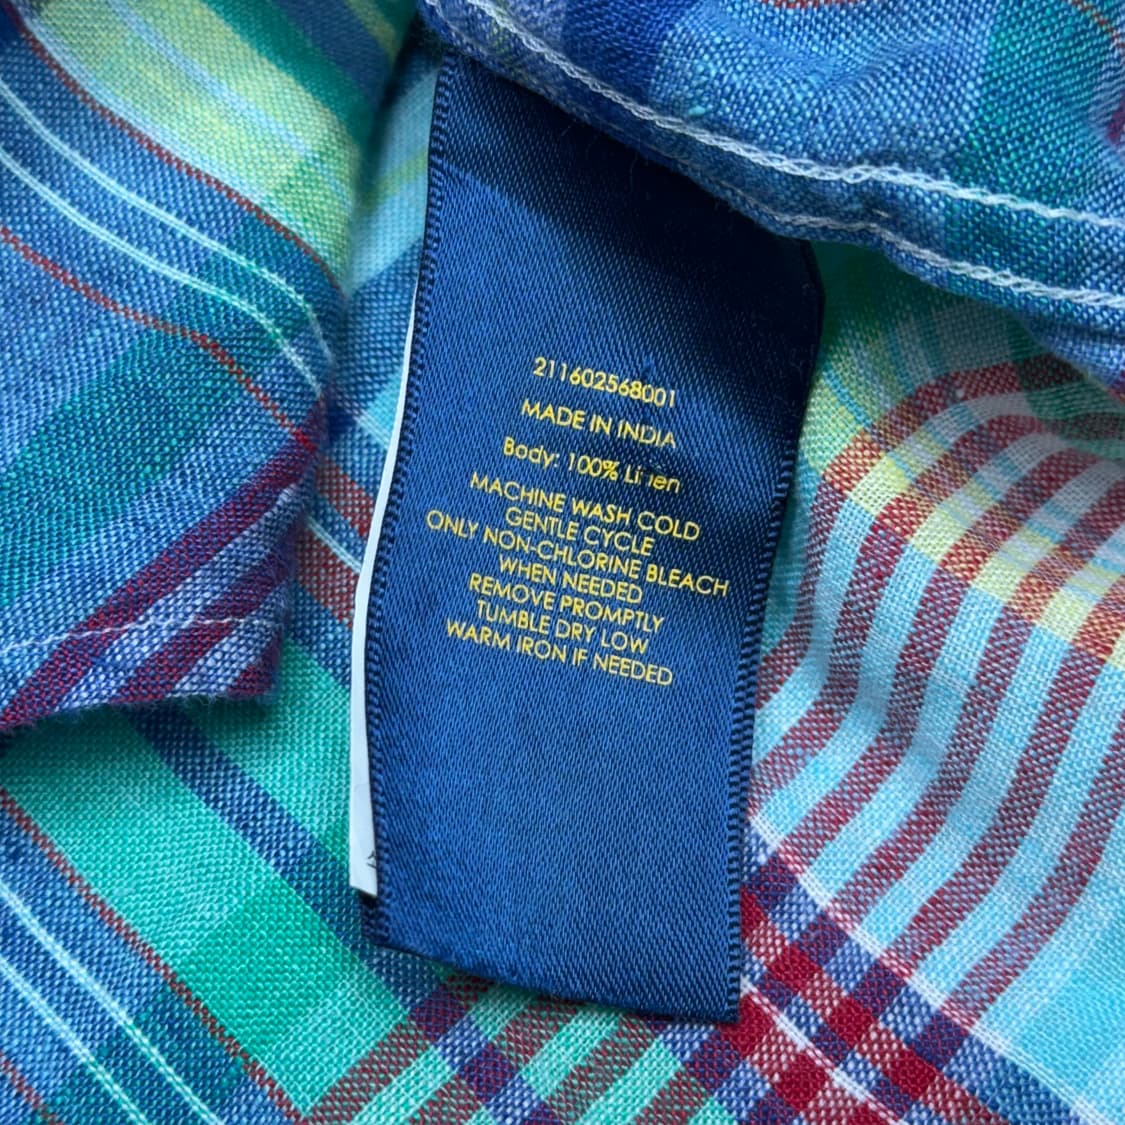 211602568001
MADE IN INDIA
Body: 100% Linen
MACHINE WASH COLD
GENTLE CYCLE
ONLY NON-CHLORINE BLEACH
WHEN NEEDED
REMOVE PROMPTLY
TUMBLE DRY LOW
WARM IRON IF NEEDED